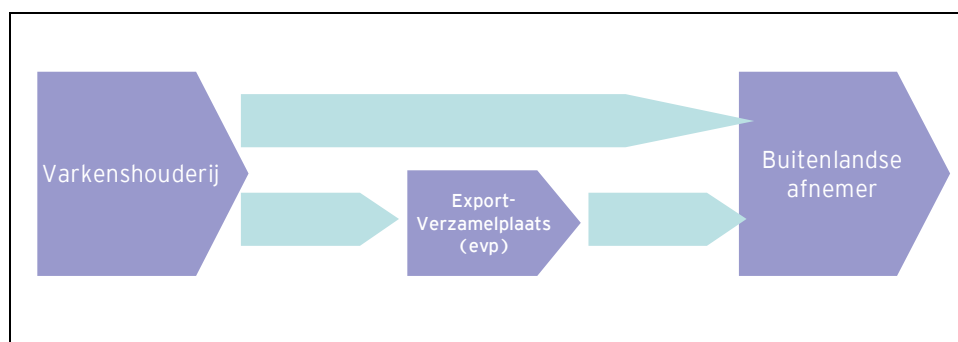 Varkenshouderij
Export-
Verzamelplaats
(evp)
Buitenlandse
afnemer